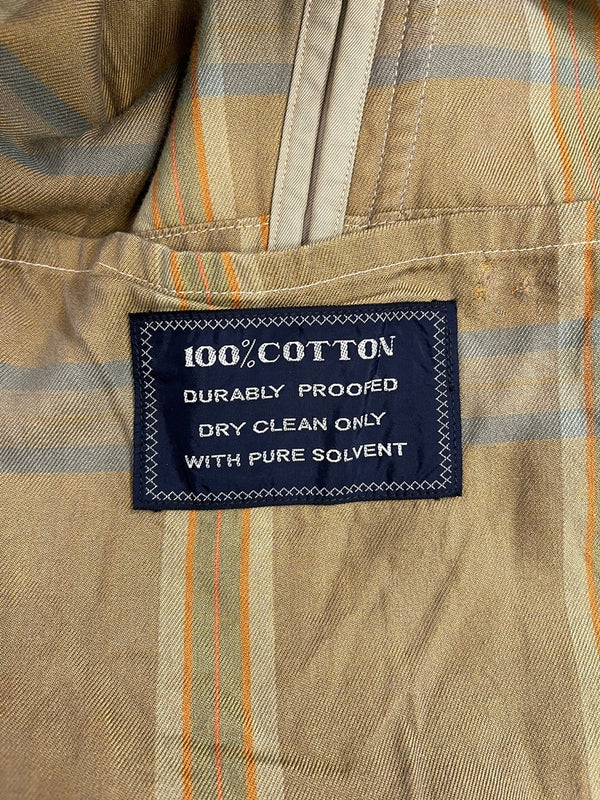 100% COTTON
DURABLY PROOFED
DRY CLEAN ONLY
WITH PURE SOLVENT